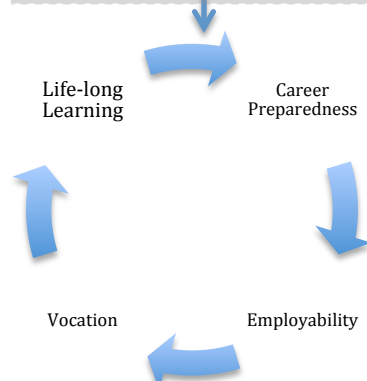 Life-long
Learning
Career
Preparedness
Vocation
Employability